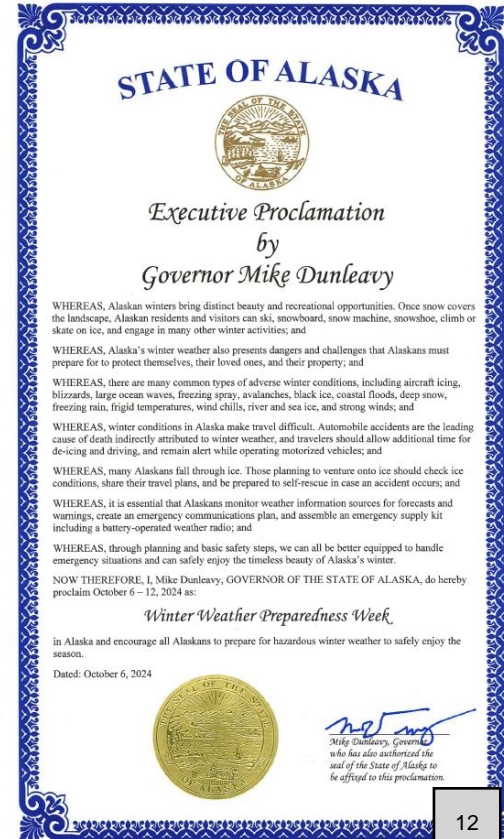 STATE OF ALASKA
THE SEAL OF THE STATE OF ALASKA
Executive Proclamation
by
Governor Mike Dunleavy
WHEREAS, Alaskan winters bring distinct beauty and recreational opportunities. Once snow covers
the landscape, Alaskan residents and visitors can ski, snowboard, snow machine, snowshoe, climb or
skate on ice, and engage in many other winter activities; and
WHEREAS, Alaska's winter weather also presents dangers and challenges that Alaskans must
prepare for to protect themselves, their loved ones, and their property; and
WHEREAS, there are many common types of adverse winter conditions, including aircraft icing,
blizzards, large ocean waves, freezing spray, avalanches, black ice, coastal floods, deep snow,
freezing rain, frigid temperatures, wind chills, river and sea ice, and strong winds; and
WHEREAS, winter conditions in Alaska make travel difficult. Automobile accidents are the leading
cause of death indirectly attributed to winter weather, and travelers should allow additional time for
de-icing and driving, and remain alert while operating motorized vehicles; and
WHEREAS, many Alaskans fall through ice. Those planning to venture onto ice should check ice
conditions, share their travel plans, and be prepared to self-rescue in case an accident occurs; and
WHEREAS, it is essential that Alaskans monitor weather information sources for forecasts and
warnings, create an emergency communications plan, and assemble an emergency supply kit
including a battery-operated weather radio; and
WHEREAS, through planning and basic safety steps, we can all be better equipped to handle
emergency situations and can safely enjoy the timeless beauty of Alaska's winter.
NOW THEREFORE, I, Mike Dunleavy, GOVERNOR OF THE STATE OF ALASKA, do hereby
proclaim October 6 – 12, 2024 as:
Winter Weather Preparedness Week
in Alaska and encourage all Alaskans to prepare for hazardous winter weather to safely enjoy the
season.
Dated: October 6, 2024
THE SEAL OF THE STATE OF ALASKA
Mike Dunleavy, Governor
who has also authorized the
seal of the State of Alaska to
be affixed to this proclamation.
12